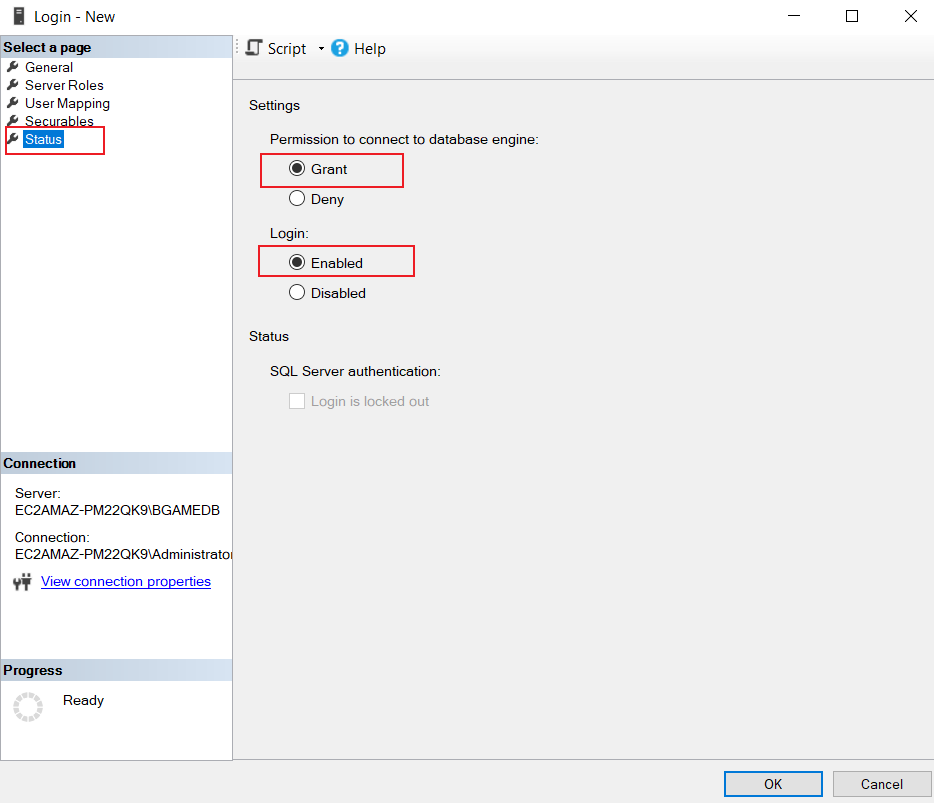 Login - New
Select a page
General
Server Roles
User Mapping
Securables
Status
Script
Help
Settings
Permission to connect to database engine:
Grant
Deny
Login:
Enabled
Disabled
Status
SQL Server authentication:
Login is locked out
Connection
Server:
EC2AMAZ-PM22QK9\BGAMEDB
Connection:
EC2AMAZ-PM22QK9\Administrator
View connection properties
Progress
Ready
OK
Cancel